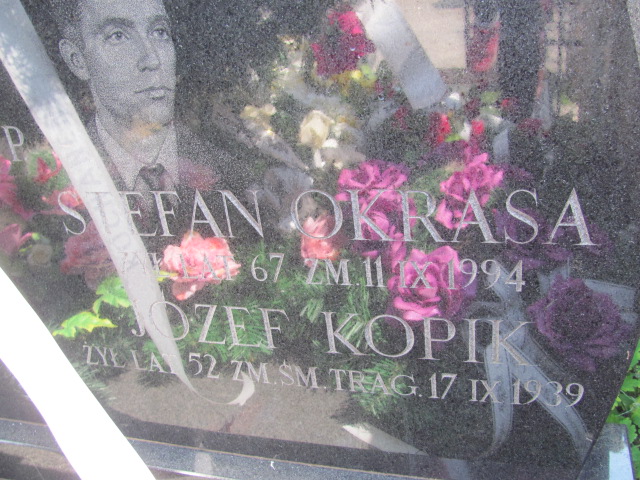 P
STEFAN OKRASA
ŻYŁ LAT 67 ZM. 11 IX 1994
JÓZEF KOPIK
ŻYŁ LAT 52 ZM. ŚM. TRAG. 17 IX 1939